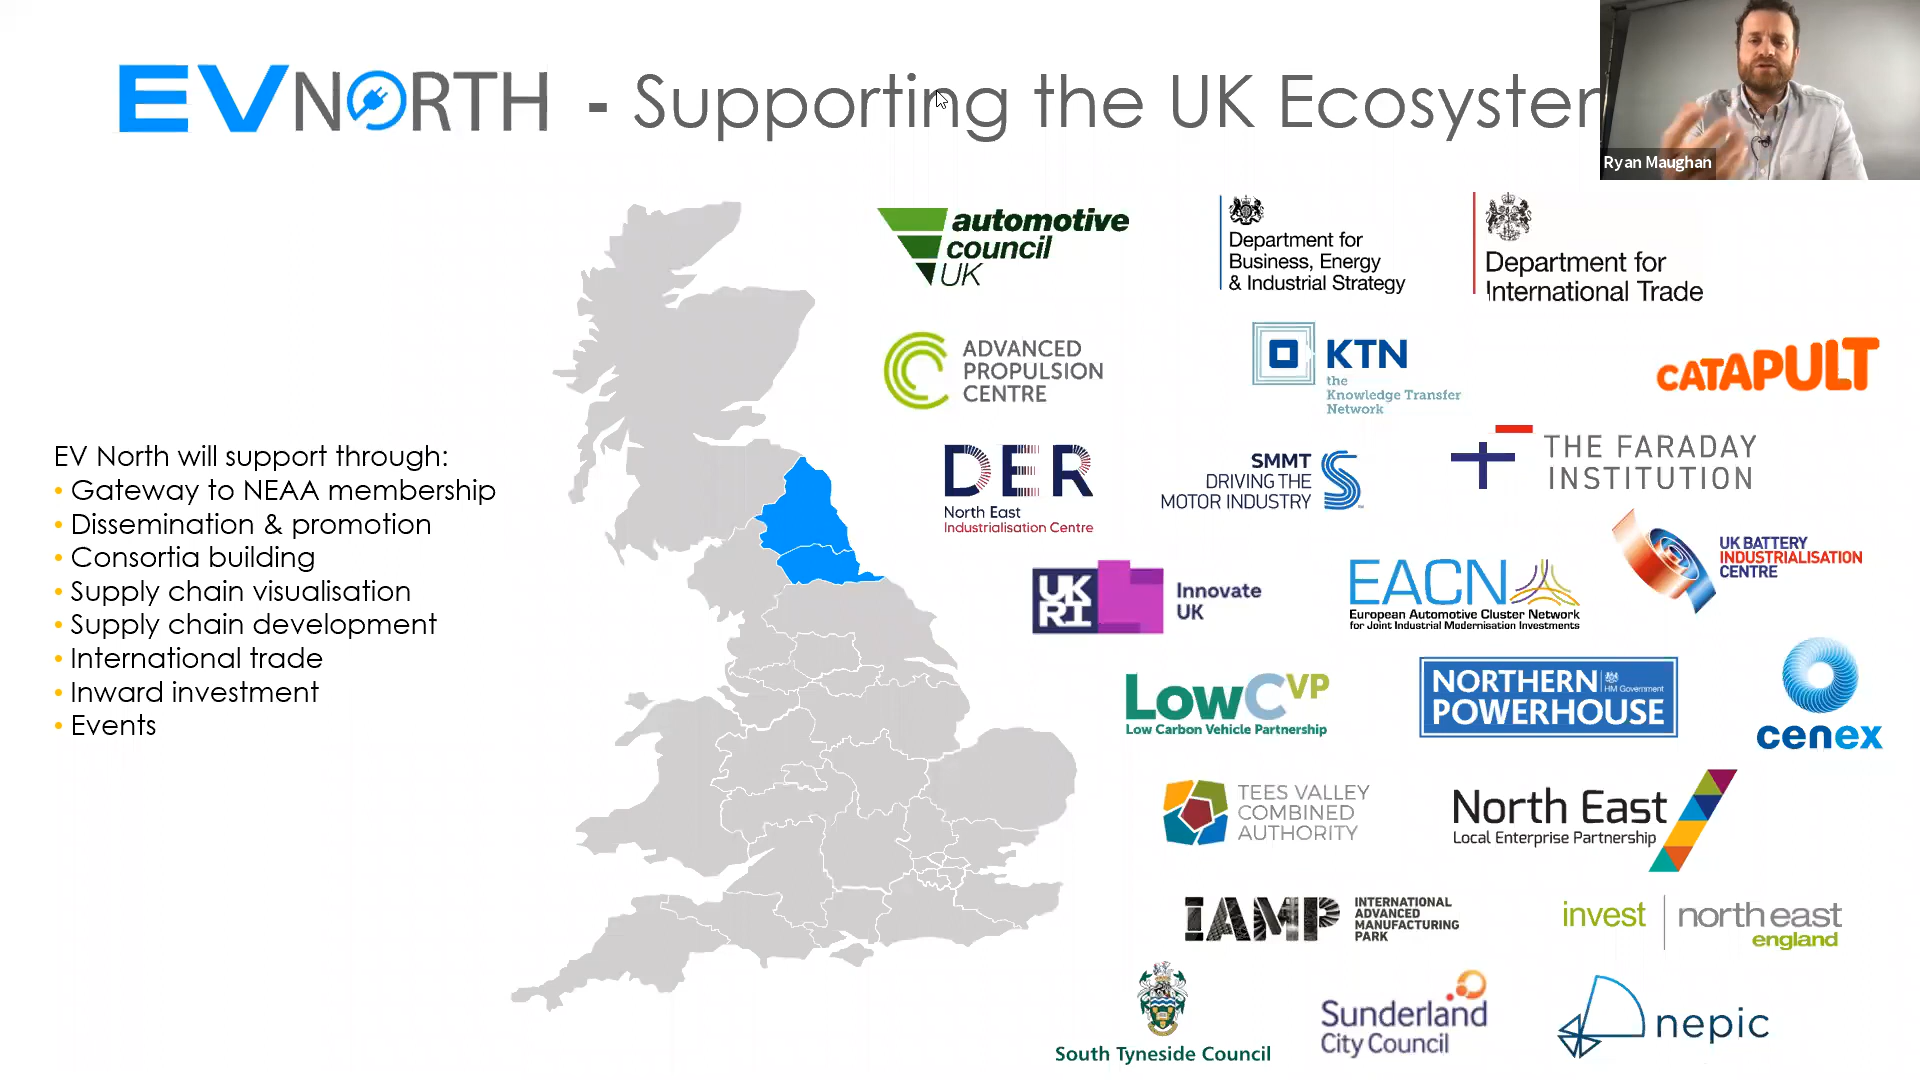 EVNORTH - Supporting the UK Ecosyster
Ryan Maughan
EV North will support through:
• Gateway to NEAA membership
• Dissemination & promotion
• Consortia building
• Supply chain visualisation
• Supply chain development
• International trade
• Inward investment
• Events
automotive
council
UK
Department for
Business, Energy
& Industrial Strategy
Department for
International Trade
ADVANCED
PROPULSION
CENTRE
KTN
the
Knowledge Transfer
Network
CATAPULT
DER
North East
Industrialisation Centre
SMMT
DRIVING THE
MOTOR INDUSTRY
THE FARADAY
INSTITUTION
UK BATTERY
INDUSTRIALISATION
CENTRE
UK
RI
Innovate
UK
EACN
European Automotive Cluster Network
for Joint Industrial Modernisation Investments
LowCVP
Low Carbon Vehicle Partnership
NORTHERN
HM Government
POWERHOUSE
cenex
TEES VALLEY
COMBINED
AUTHORITY
North East
Local Enterprise Partnership
IAMP
INTERNATIONAL
ADVANCED
MANUFACTURING
PARK
invest
north east
england
South Tyneside Council
Sunderland
City Council
nepic